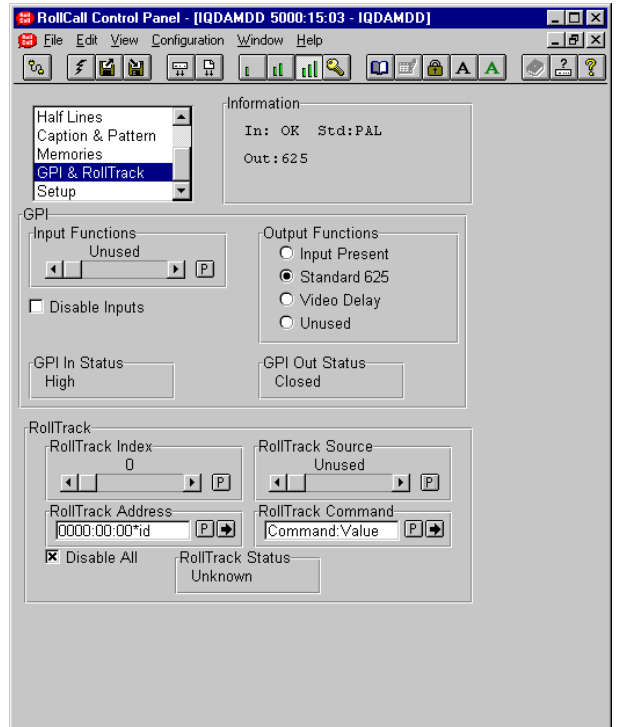 RollCall Control Panel - [IQDAMDD 5000:15:03 - IQDAMDD]
File Edit View Configuration Window Help
A A ? ?
Half Lines
Caption & Pattern
Memories
GPI & RollTrack
Setup
Information
In: OK Std:PAL
Out:625
GPI
Input Functions
Unused
P
Disable Inputs
Output Functions
Input Present
Standard 625
Video Delay
Unused
GPI In Status
High
GPI Out Status
Closed
RollTrack
RollTrack Index
0
P
RollTrack Source
Unused
P
RollTrack Address
0000:00:00*id P
RollTrack Command
Command:Value P
Disable All
RollTrack Status
Unknown